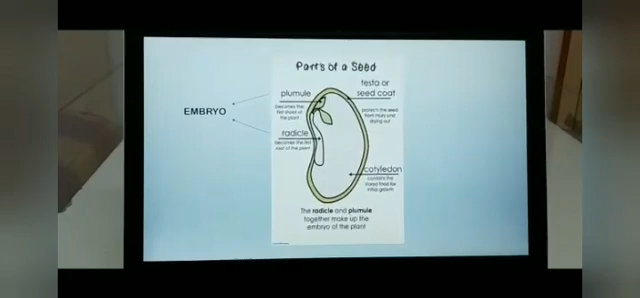 Parts of a Seed
testa or
seed coat
plumule
becomes the
first shoot of
the plant
protects the seed
from injury and
drying out
EMBRYO
radicle
becomes the first
root of the plant
cotyledon
contains the
stored food for
initial growth
The radicle and plumule
together make up the
embryo of the plant